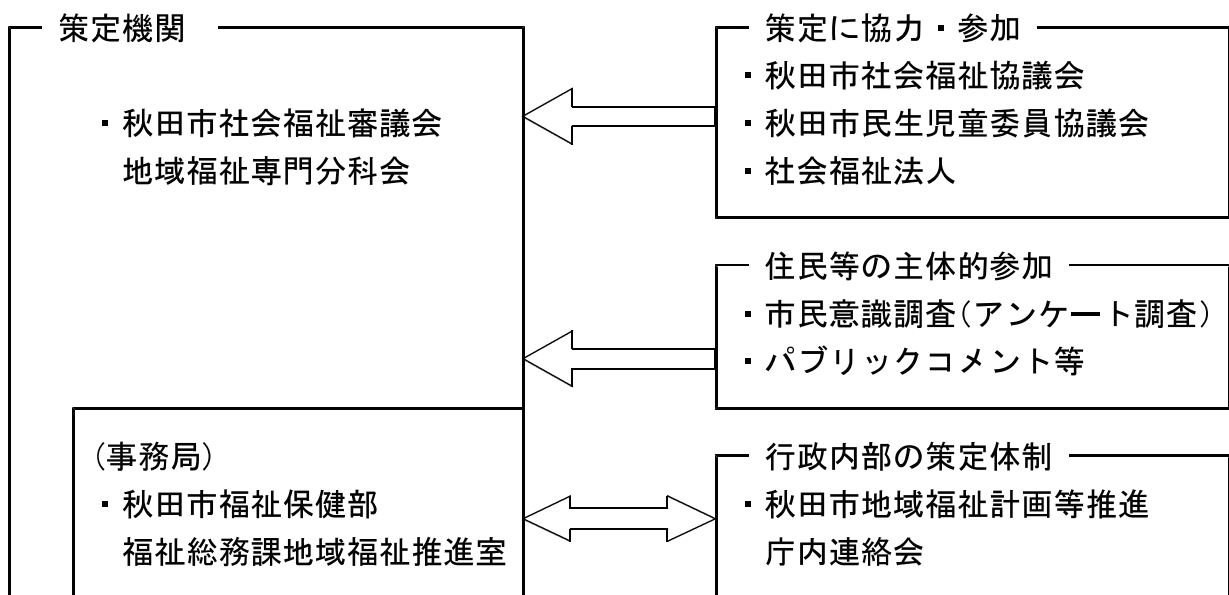 策定機関
・秋田市社会福祉審議会
地域福祉専門分科会
(事務局)
・秋田市福祉保健部
福祉総務課地域福祉推進室
策定に協力・参加
・秋田市社会福祉協議会
・秋田市民生児童委員協議会
・社会福祉法人
住民等の主体的参加
・市民意識調査(アンケート調査)
・パブリックコメント等
行政内部の策定体制
・秋田市地域福祉計画等推進
庁内連絡会